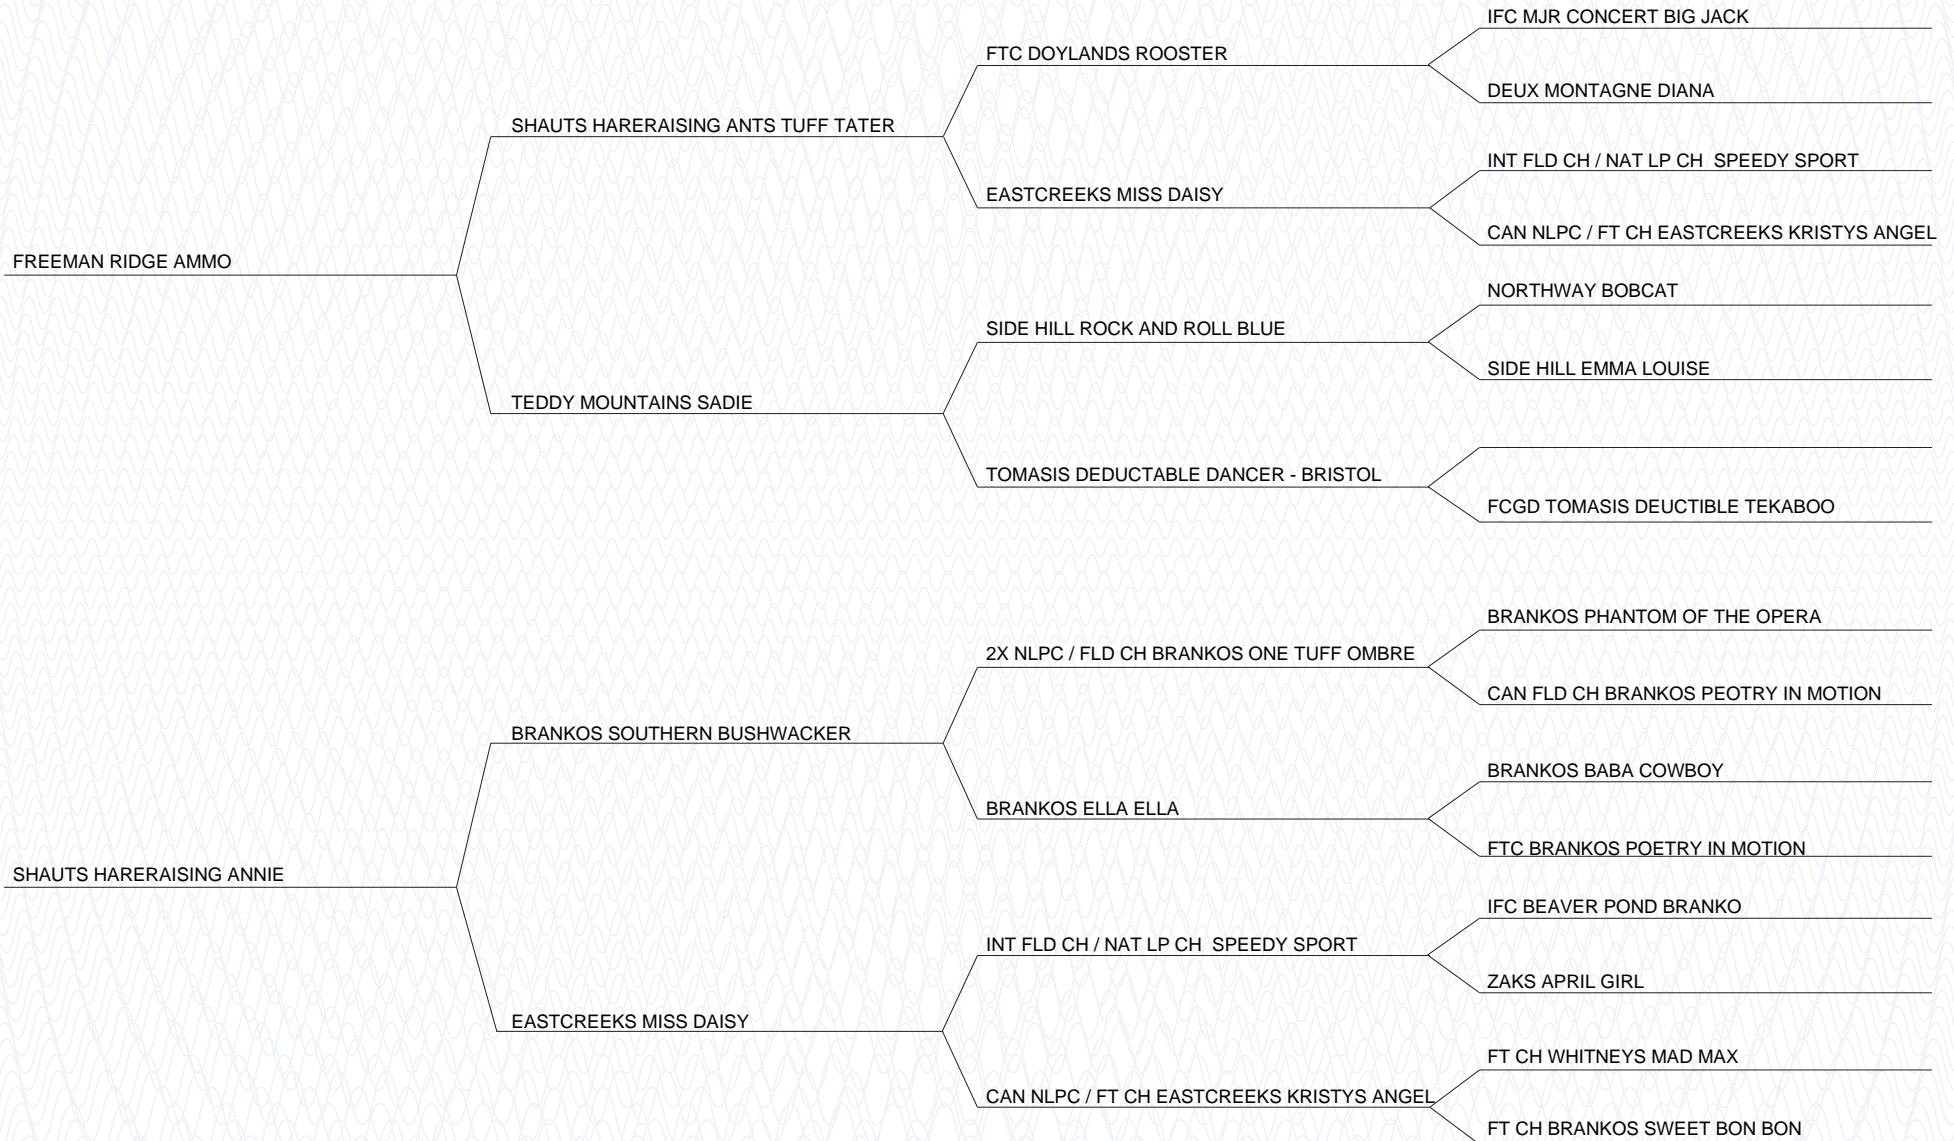 IFC MJR CONCERT BIG JACK
FTC DOYLANDS ROOSTER
DEUX MONTAGNE DIANA
SHAUTS HARERAISING ANTS TUFF TATER
INT FLD CH / NAT LP CH  SPEEDY SPORT
EASTCREEKS MISS DAISY
CAN NLPC / FT CH EASTCREEKS KRISTYS ANGEL
FREEMAN RIDGE AMMO
NORTHWAY BOBCAT
SIDE HILL ROCK AND ROLL BLUE
SIDE HILL EMMA LOUISE
TEDDY MOUNTAINS SADIE
TOMASIS DEDUCTABLE DANCER - BRISTOL
FCGD TOMASIS DEUCTIBLE TEKABOO
BRANKOS PHANTOM OF THE OPERA
2X NLPC / FLD CH BRANKOS ONE TUFF OMBRE
CAN FLD CH BRANKOS PEOTRY IN MOTION
BRANKOS SOUTHERN BUSHWACKER
BRANKOS BABA COWBOY
BRANKOS ELLA ELLA
FTC BRANKOS POETRY IN MOTION
SHAUTS HARERAISING ANNIE
IFC BEAVER POND BRANKO
INT FLD CH / NAT LP CH  SPEEDY SPORT
ZAKS APRIL GIRL
EASTCREEKS MISS DAISY
FT CH WHITNEYS MAD MAX
CAN NLPC / FT CH EASTCREEKS KRISTYS ANGEL
FT CH BRANKOS SWEET BON BON